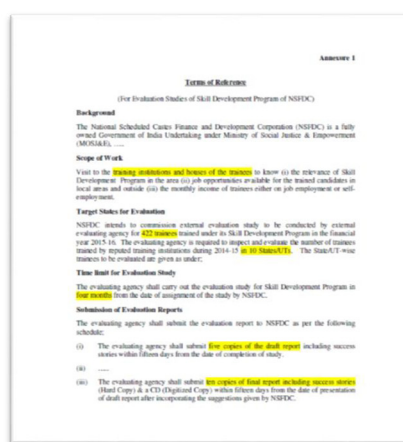 Annexure 1
Terms of Reference
(For Evaluation Studies of Skill Development Program of NSFDC)
Background
The National Scheduled Castes Finance and Development Corporation (NSFDC) is a fully
owned Government of India Undertaking under Ministry of Social Justice & Empowerment
(MOSJ&E), ......
Scope of Work
Visit to the training institutions and houses of the trainees to know (i) the relevance of Skill
Development Program in the area (ii) job opportunities available for the trained candidates in
local areas and outside (iii) the monthly income of trainees either on job employment or self-
employment.
Target States for Evaluation
NSFDC intends to commission external evaluation study to be conducted by external
evaluating agency for 422 trainees trained under its Skill Development Program in the financial
year 2015-16. The evaluating agency is required to inspect and evaluate the number of trainees
trained by reputed training institutions during 2014-15 in 10 States/UTs. The State/UT-wise
trainees to be evaluated are given as under;
Time limit for Evaluation Study
The evaluating agency shall carry out the evaluation study for Skill Development Program in
four months from the date of assignment of the study by NSFDC.
Submission of Evaluation Reports
The evaluating agency shall submit the evaluation report to NSFDC as per the following
schedule;
(i) The evaluating agency shall submit five copies of the draft report including success
stories within fifteen days from the date of completion of study.
(ii) ......
(iii) The evaluating agency shall submit ten copies of final report including success stories
(Hard Copy) & a CD (Digitized Copy) within fifteen days from the date of presentation
of draft report after incorporating the suggestions given by NSFDC.